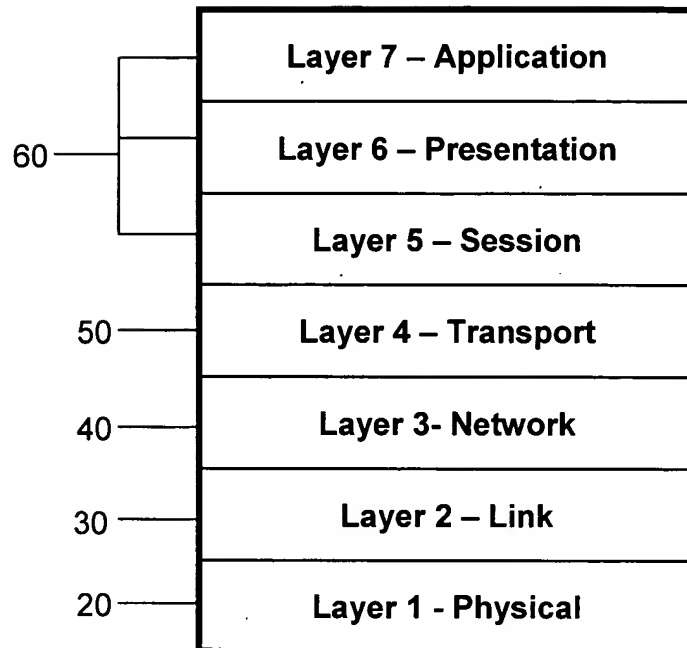 Layer 7 – Application
60
Layer 6 – Presentation
Layer 5 – Session
50
Layer 4 – Transport
40
Layer 3- Network
30
Layer 2 – Link
20
Layer 1 - Physical